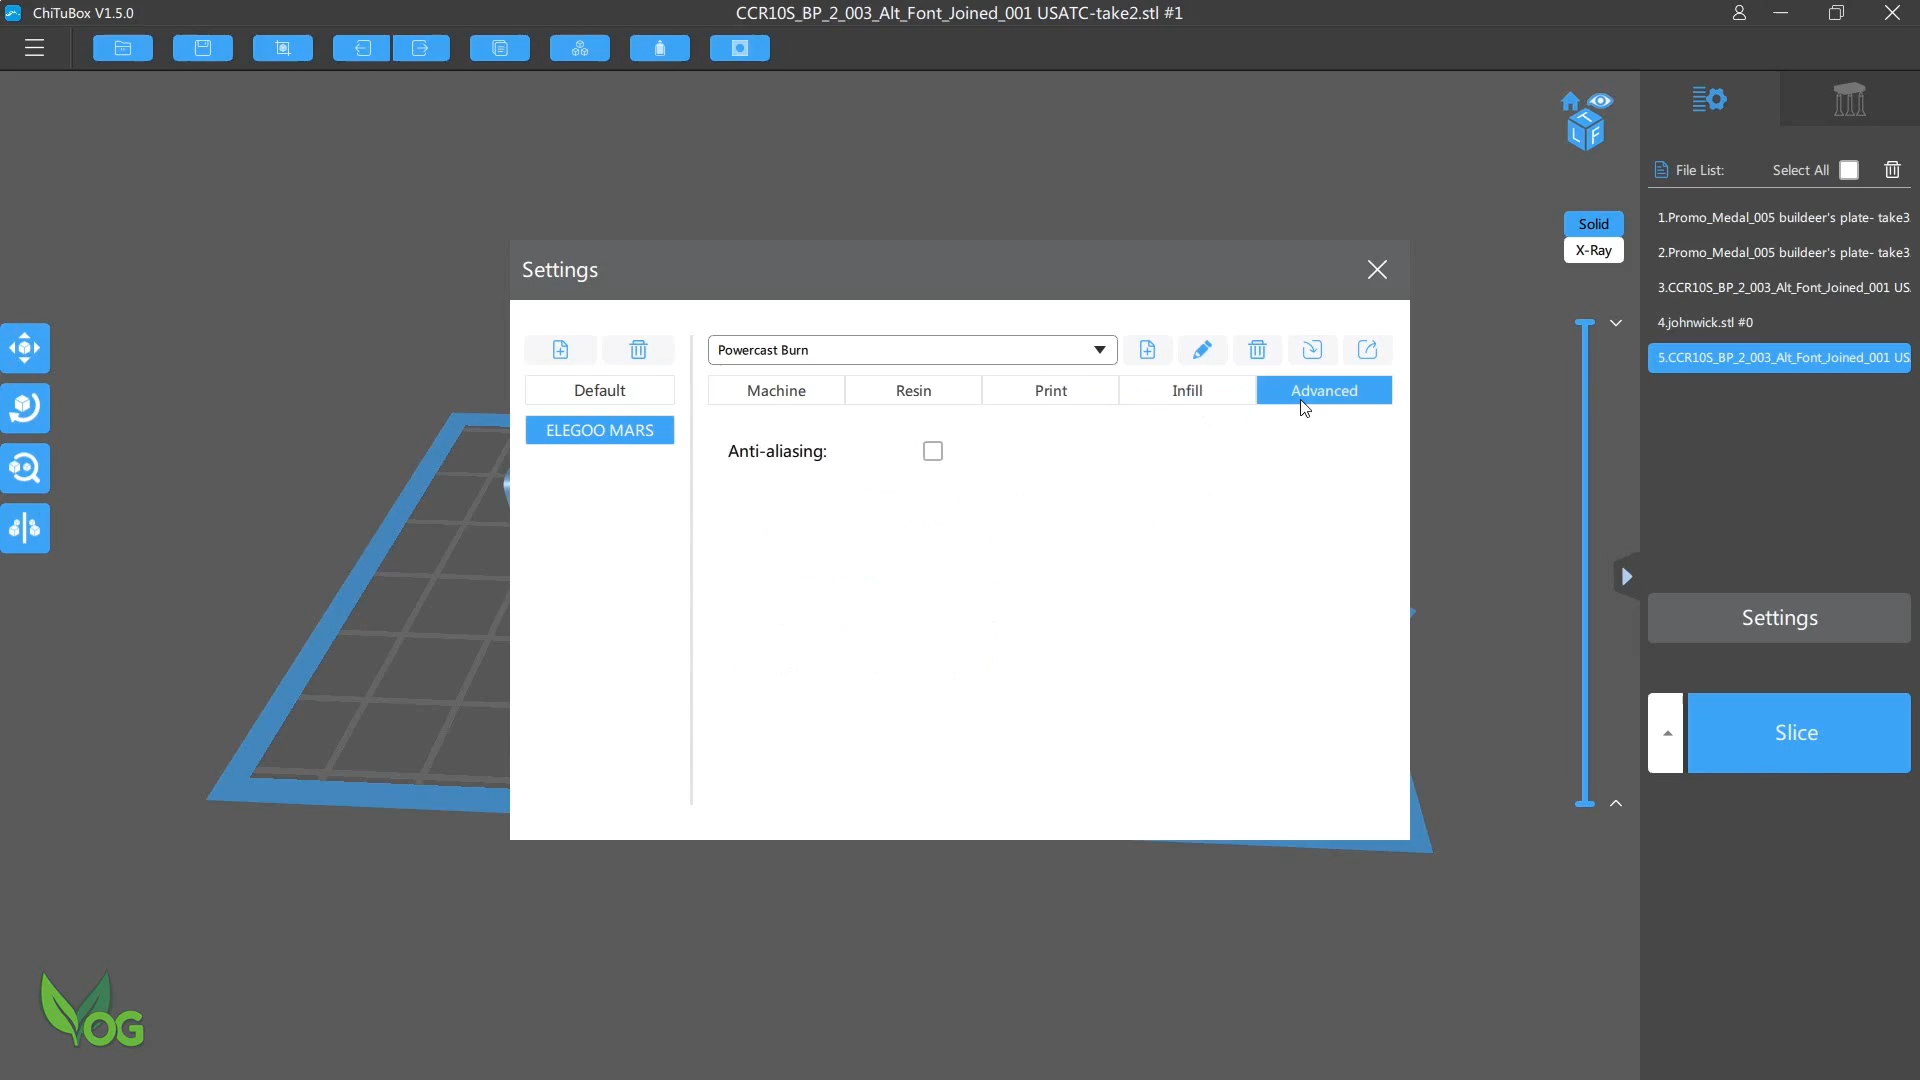 ChiTuBox V1.5.0
CCR10S_BP_2_003_Alt_Font_Joined_001 USATC-take2.stl #1
T
L F
File List:
Select All
1.Promo_Medal_005 buildeer's plate- take3
2.Promo_Medal_005 buildeer's plate- take3
3.CCR10S_BP_2_003_Alt_Font_Joined_001 US
4.johnwick.stl #0
5.CCR10S_BP_2_003_Alt_Font_Joined_001 US
Solid
X-Ray
Settings
Powercast Burn
Default
ELEGOO MARS
Machine
Resin
Print
Infill
Advanced
Anti-aliasing:
Settings
Slice
VOG